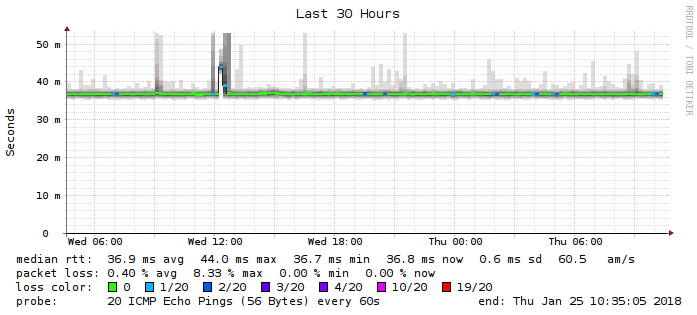 Last 30 Hours
RRDTOOL / TOBI OETIKER
Seconds
50 m
40 m
30 m
20 m
10 m
0
Wed 06:00 Wed 12:00 Wed 18:00 Thu 00:00 Thu 06:00
median rtt: 36.9 ms avg 44.0 ms max 36.7 ms min 36.8 ms now 0.6 ms sd 60.5 am/s
packet loss: 0.40 % avg 8.33 % max 0.00 % min 0.00 % now
loss color: 0 1/20 2/20 3/20 4/20 10/20 19/20
probe: 20 ICMP Echo Pings (56 Bytes) every 60s end: Thu Jan 25 10:35:05 2018